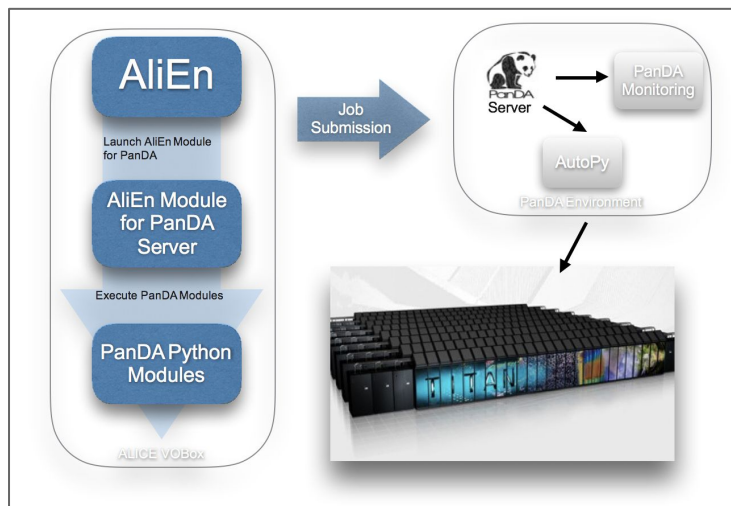 AliEn
Launch AliEn Module
for PanDA
AliEn Module
for PanDA
Server
Execute PanDA Modules
PanDA Python
Modules
ALICE VOBox
Job
Submission
PanDA
Server
PanDA
Monitoring
AutoPy
PanDA Environment
TITAN